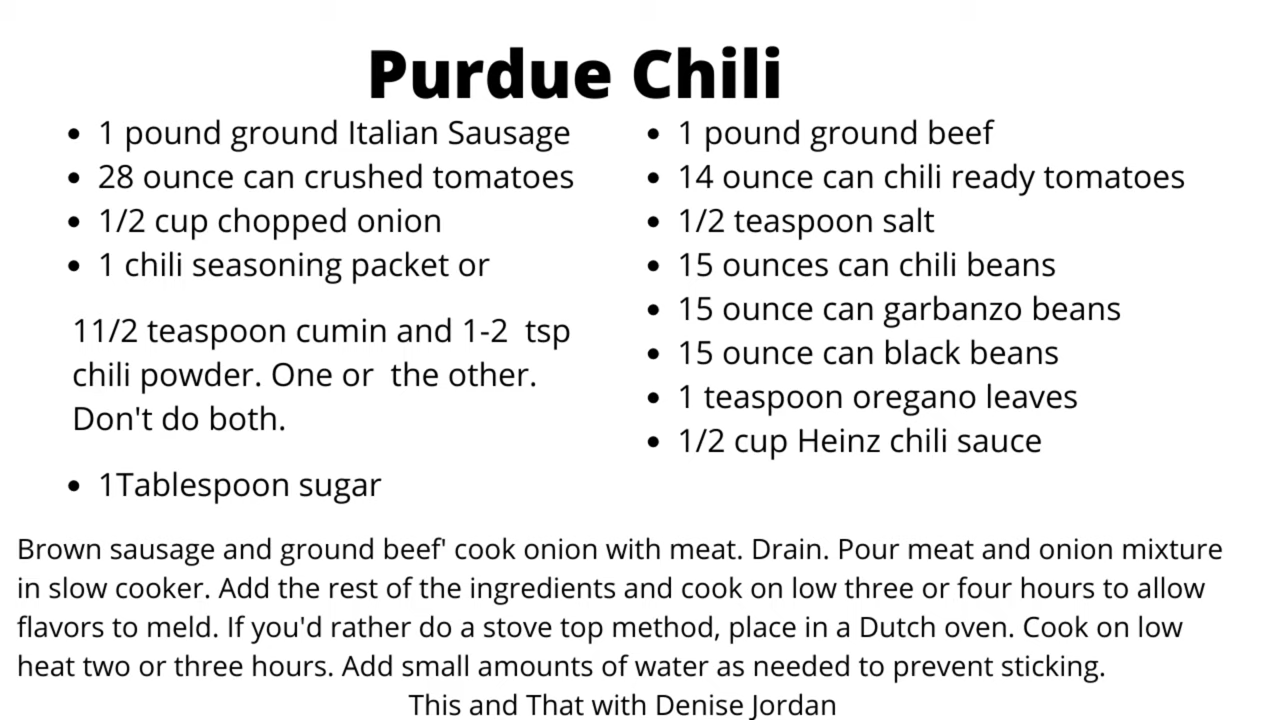 Purdue Chili
• 1 pound ground Italian Sausage
• 28 ounce can crushed tomatoes
• 1/2 cup chopped onion
• 1 chili seasoning packet or
11/2 teaspoon cumin and 1-2  tsp
chili powder. One or  the other.
Don't do both.
• 1Tablespoon sugar
• 1 pound ground beef
• 14 ounce can chili ready tomatoes
• 1/2 teaspoon salt
• 15 ounces can chili beans
• 15 ounce can garbanzo beans
• 15 ounce can black beans
• 1 teaspoon oregano leaves
• 1/2 cup Heinz chili sauce
Brown sausage and ground beef' cook onion with meat. Drain. Pour meat and onion mixture
in slow cooker. Add the rest of the ingredients and cook on low three or four hours to allow
flavors to meld. If you'd rather do a stove top method, place in a Dutch oven. Cook on low
heat two or three hours. Add small amounts of water as needed to prevent sticking.
This and That with Denise Jordan